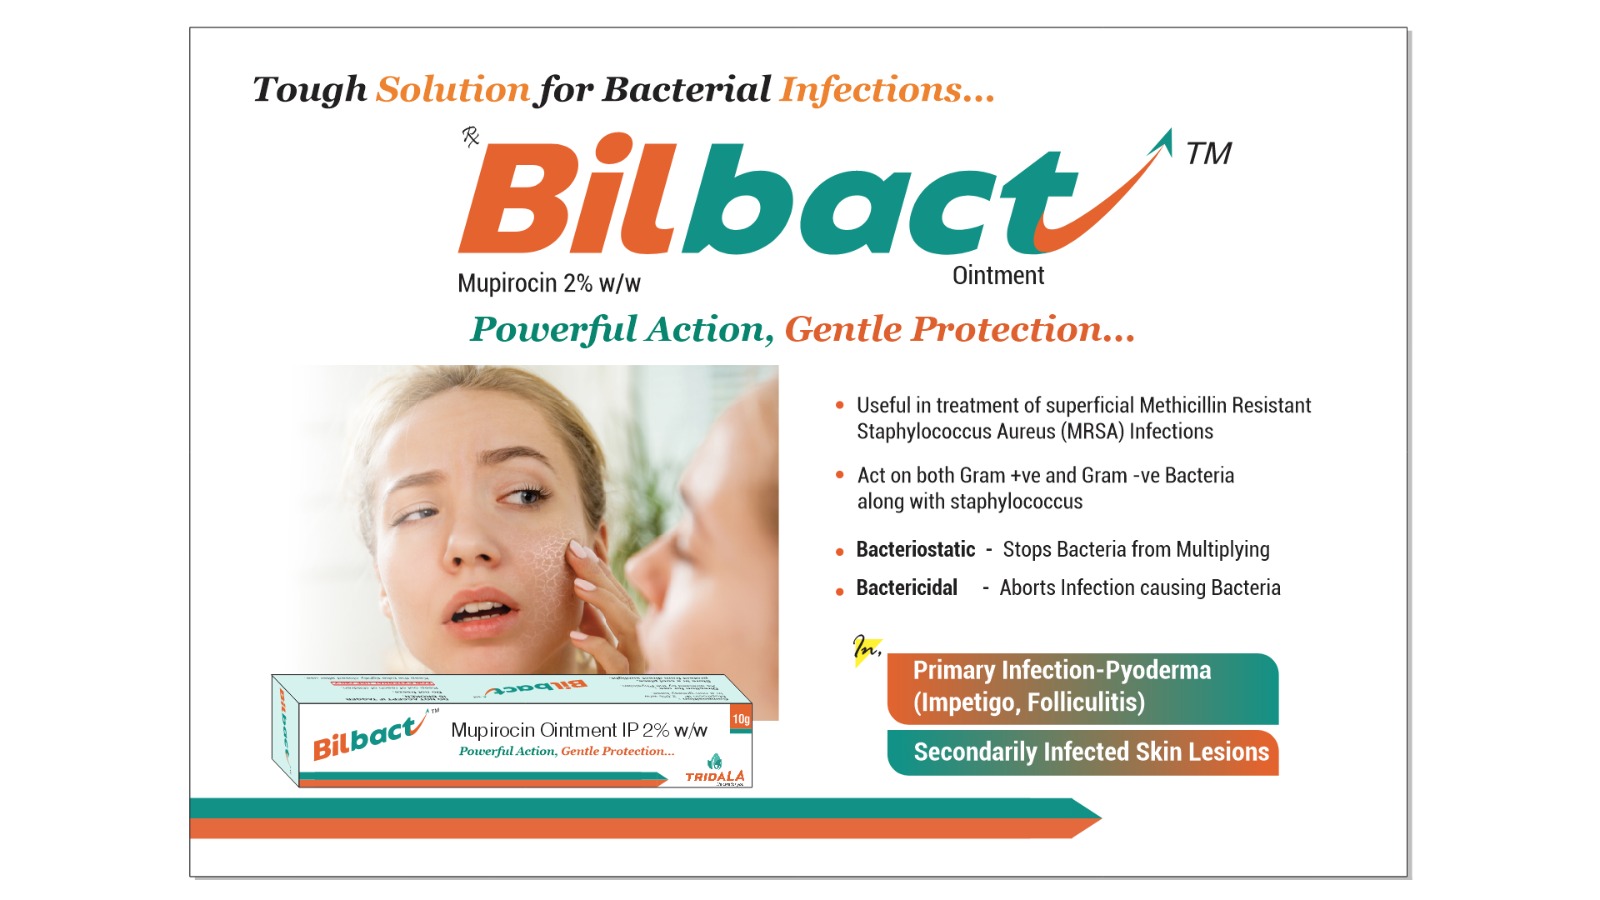 Tough Solution for Bacterial Infections...
Rx
Bilbact TM
Mupirocin 2% w/w
Ointment
Powerful Action, Gentle Protection...
• Useful in treatment of superficial Methicillin Resistant
Staphylococcus Aureus (MRSA) Infections
• Act on both Gram +ve and Gram -ve Bacteria
along with staphylococcus
• Bacteriostatic - Stops Bacteria from Multiplying
• Bactericidal - Aborts Infection causing Bacteria
In,
Primary Infection-Pyoderma
(Impetigo, Folliculitis)
Secondarily Infected Skin Lesions
Bilbact
Bilbact
Bilbact TM
Mupirocin Ointment IP 2% w/w
10g
Powerful Action, Gentle Protection...
TRIDALA